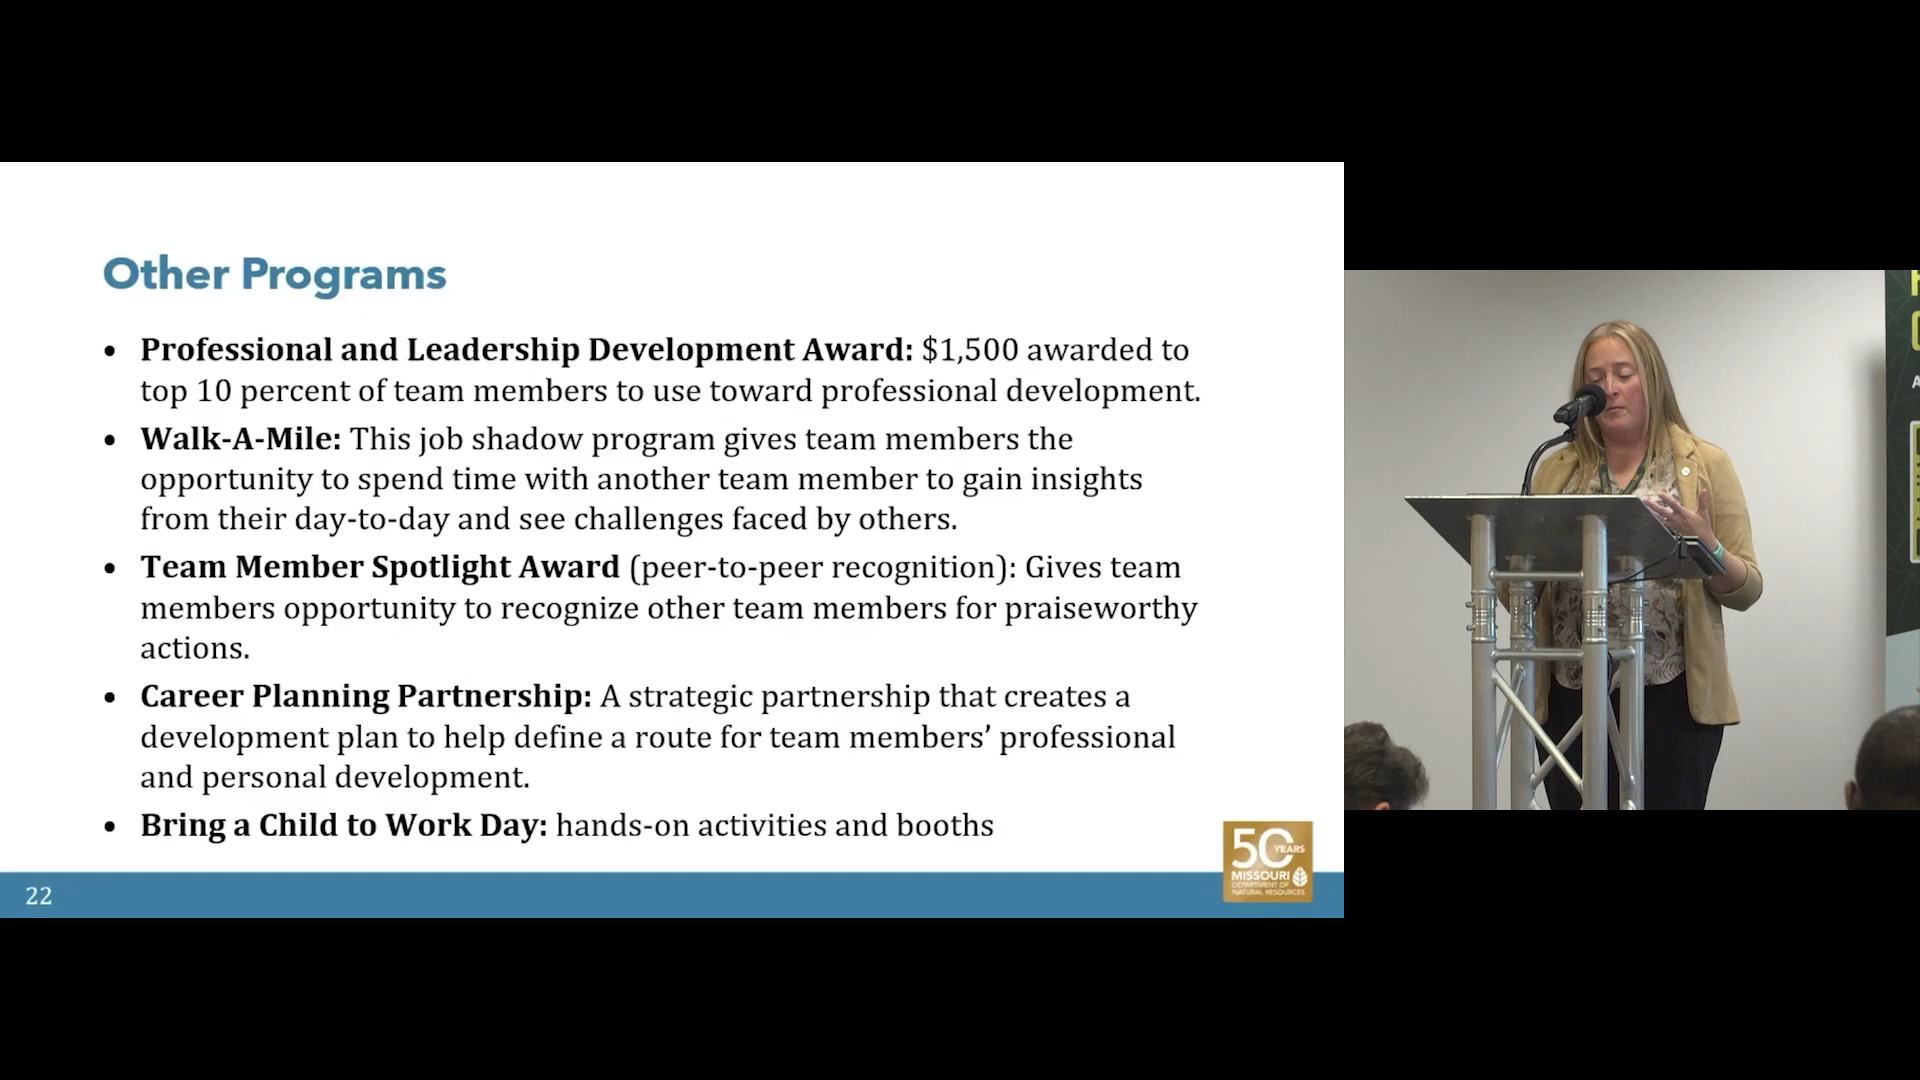 Other Programs
• Professional and Leadership Development Award: $1,500 awarded to
top 10 percent of team members to use toward professional development.
• Walk-A-Mile: This job shadow program gives team members the
opportunity to spend time with another team member to gain insights
from their day-to-day and see challenges faced by others.
• Team Member Spotlight Award (peer-to-peer recognition): Gives team
members opportunity to recognize other team members for praiseworthy
actions.
• Career Planning Partnership: A strategic partnership that creates a
development plan to help define a route for team members’ professional
and personal development.
• Bring a Child to Work Day: hands-on activities and booths
22
50 YEARS
MISSOURI
DEPARTMENT OF
NATURAL RESOURCES